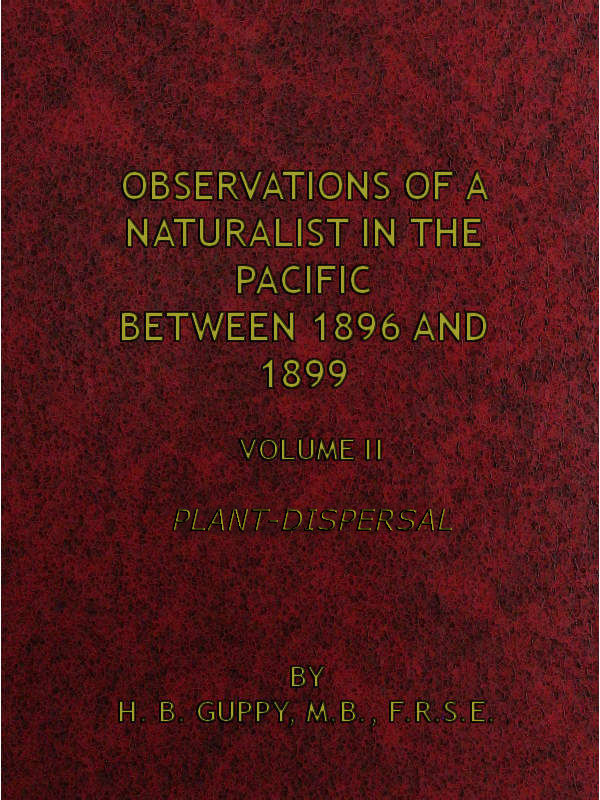 OBSERVATIONS OF A
NATURALIST IN THE
PACIFIC
BETWEEN 1896 AND
1899
VOLUME II
PLANT-DISPERSAL
BY
H. B. GUPPY, M.B., F.R.S.E.